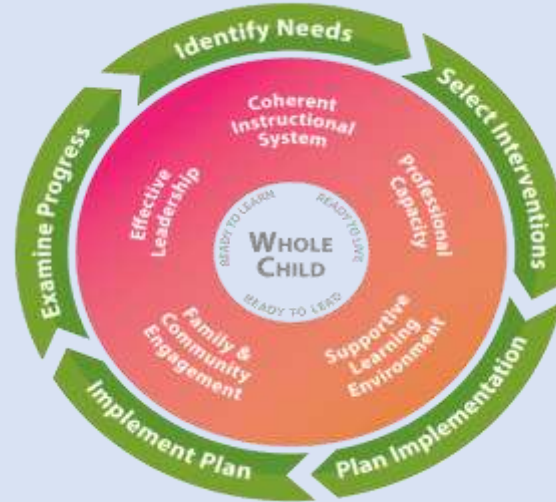 Identify Needs
Select Interventions
Plan Implementation
Implement Plan
Examine Progress
Coherent
Instructional
System
Professional
Capacity
Supportive
Learning
Environment
Family &
Community
Engagement
Effective
Leadership
READY TO LEARN
READY TO LIVE
READY TO LEAD
WHOLE
CHILD